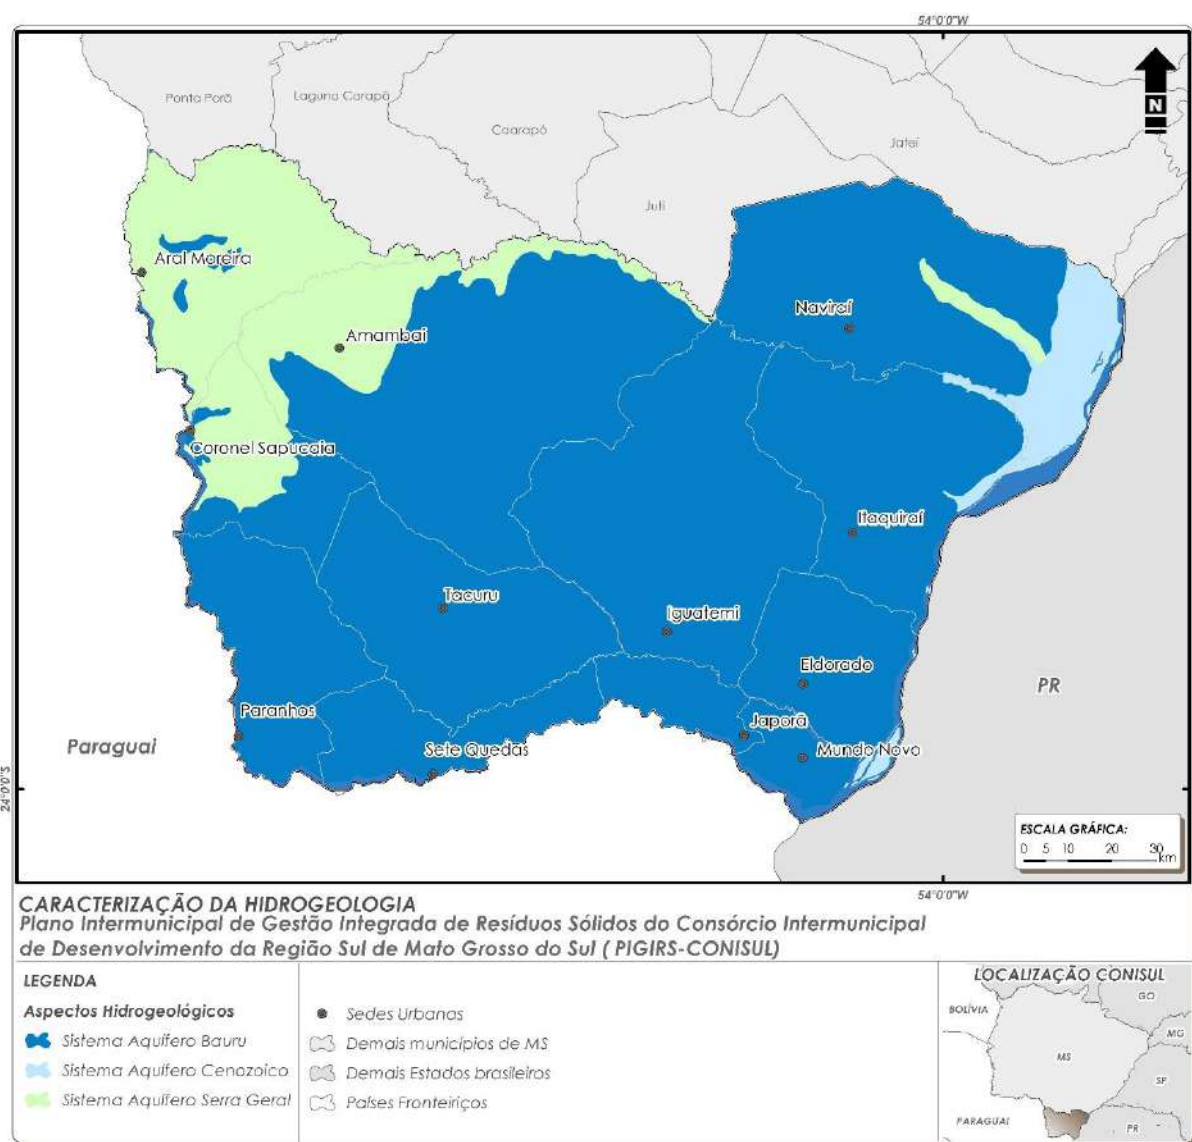 54°0'0"W
N
Ponta Porã
Laguna Carapã
Caarapó
Jateí
Juti
Aral Moreira
Naviraí
Amambai
Coronel Sapucaia
Itaquiraí
Tacuru
Iguatemi
Eldorado
PR
Paranhos
Japorã
Paraguai
Sete Quedas
Mundo Novo
24°0'0"S
ESCALA GRÁFICA:
0 5 10 20 30
km
54°0'0"W
CARACTERIZAÇÃO DA HIDROGEOLOGIA
Plano Intermunicipal de Gestão Integrada de Resíduos Sólidos do Consórcio Intermunicipal
de Desenvolvimento da Região Sul de Mato Grosso do Sul ( PIGIRS-CONISUL)
LEGENDA
Aspectos Hidrogeológicos
Sistema Aquífero Bauru
Sistema Aquífero Cenozoico
Sistema Aquífero Serra Geral
Sedes Urbanas
Demais municípios de MS
Demais Estados brasileiros
Países Fronteiriços
LOCALIZAÇÃO CONISUL
BOLÍVIA
GO
MG
MS
SP
PARAGUAI
PR